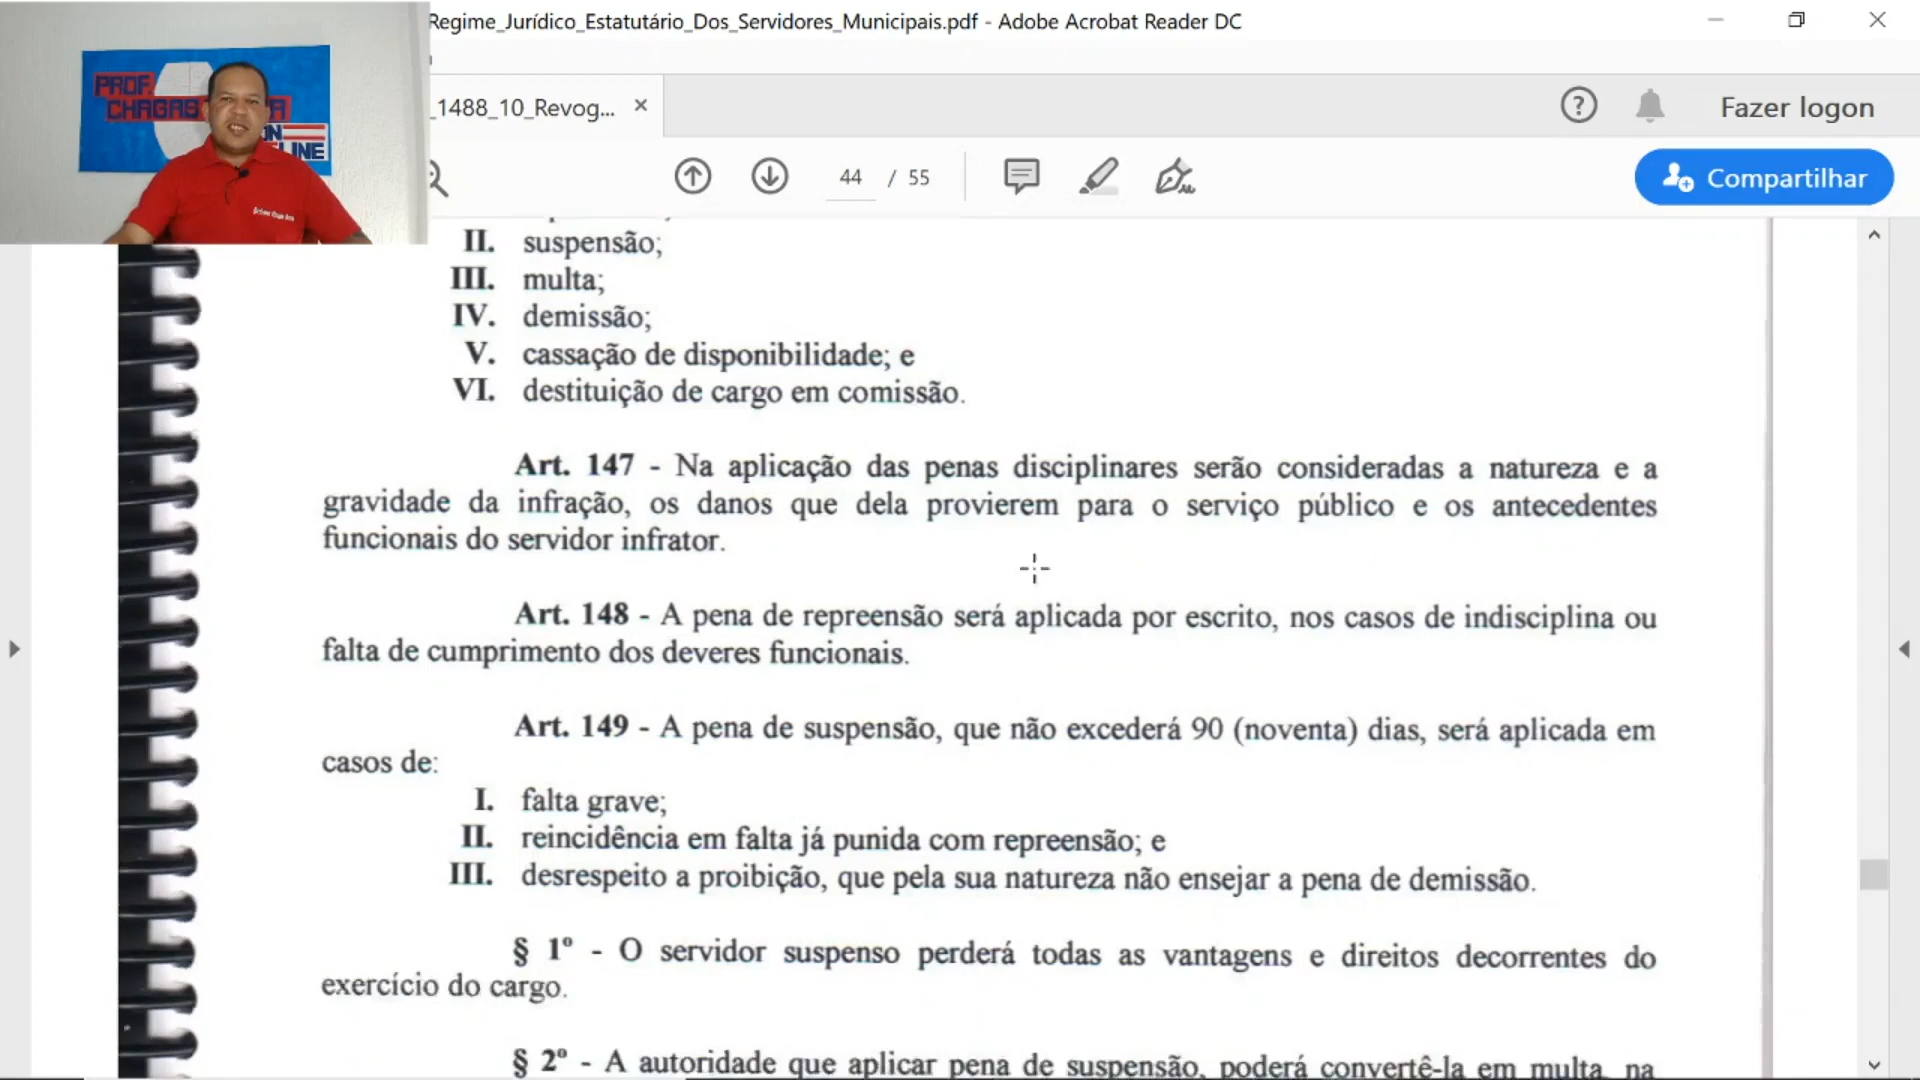 Regime_Jurídico_Estatutário_Dos_Servidores_Municipais.pdf - Adobe Acrobat Reader DC
_1488_10_Revog...
Fazer logon
44 / 55
Compartilhar
PROF.
CHAGAS
ON
LINE
II. suspensão;
III. multa;
IV. demissão;
V. cassação de disponibilidade; e
VI. destituição de cargo em comissão.
Art. 147 - Na aplicação das penas disciplinares serão consideradas a natureza e a
gravidade da infração, os danos que dela provierem para o serviço público e os antecedentes
funcionais do servidor infrator.
Art. 148 - A pena de repreensão será aplicada por escrito, nos casos de indisciplina ou
falta de cumprimento dos deveres funcionais.
Art. 149 - A pena de suspensão, que não excederá 90 (noventa) dias, será aplicada em
casos de:
I. falta grave;
II. reincidência em falta já punida com repreensão; e
III. desrespeito a proibição, que pela sua natureza não ensejar a pena de demissão.
§ 1º - O servidor suspenso perderá todas as vantagens e direitos decorrentes do
exercício do cargo.
§ 2º - A autoridade que aplicar pena de suspensão, poderá convertê-la em multa na